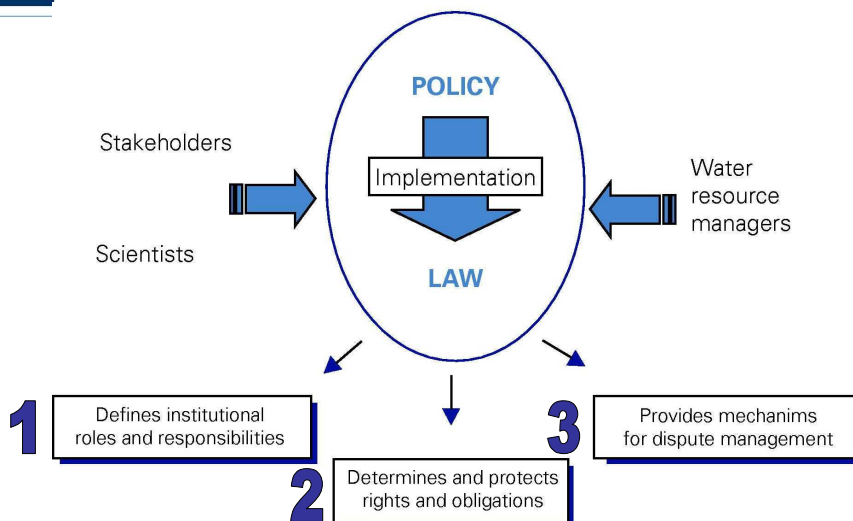 POLICY
Stakeholders
Implementation
Water
resource
managers
Scientists
LAW
1
Defines institutional
roles and responsibilities
2
Determines and protects
rights and obligations
3
Provides mechanims
for dispute management